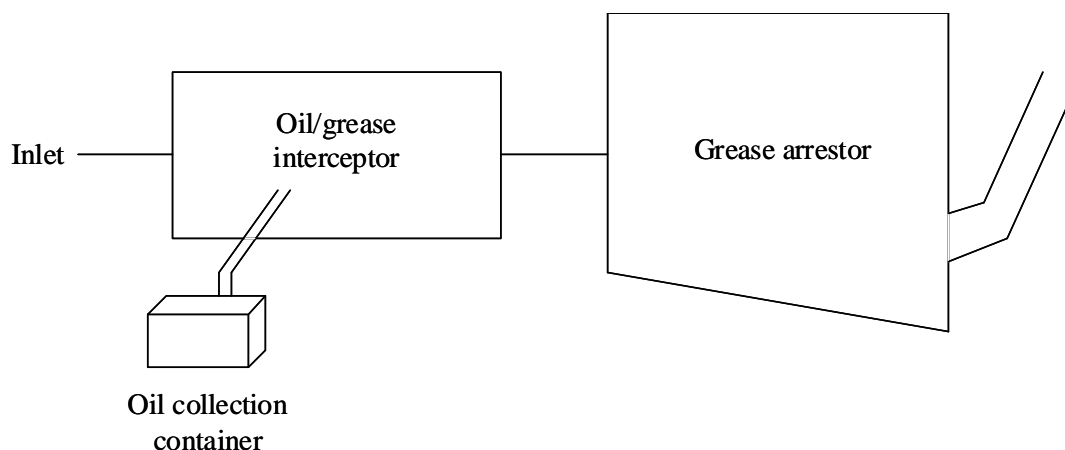 Inlet
Oil/grease
interceptor
Grease arrestor
Oil collection
container